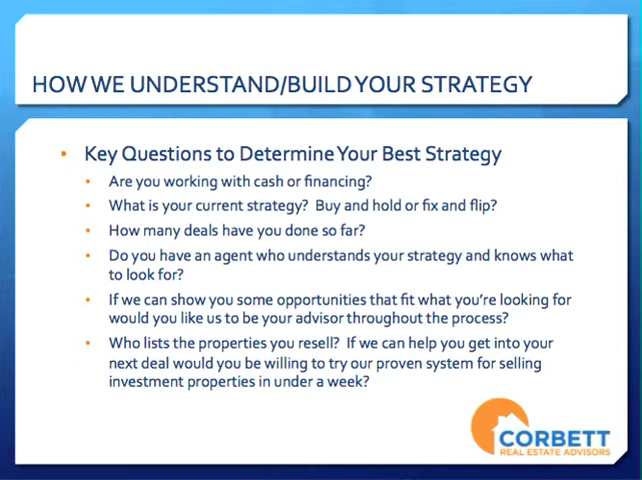 HOW WE UNDERSTAND/BUILD YOUR STRATEGY
• Key Questions to Determine Your Best Strategy
• Are you working with cash or financing?
• What is your current strategy? Buy and hold or fix and flip?
• How many deals have you done so far?
• Do you have an agent who understands your strategy and knows what
to look for?
• If we can show you some opportunities that fit what you're looking for
would you like us to be your advisor throughout the process?
• Who lists the properties you resell? If we can help you get into your
next deal would you be willing to try our proven system for selling
investment properties in under a week?
CORBETT
REAL ESTATE ADVISORS